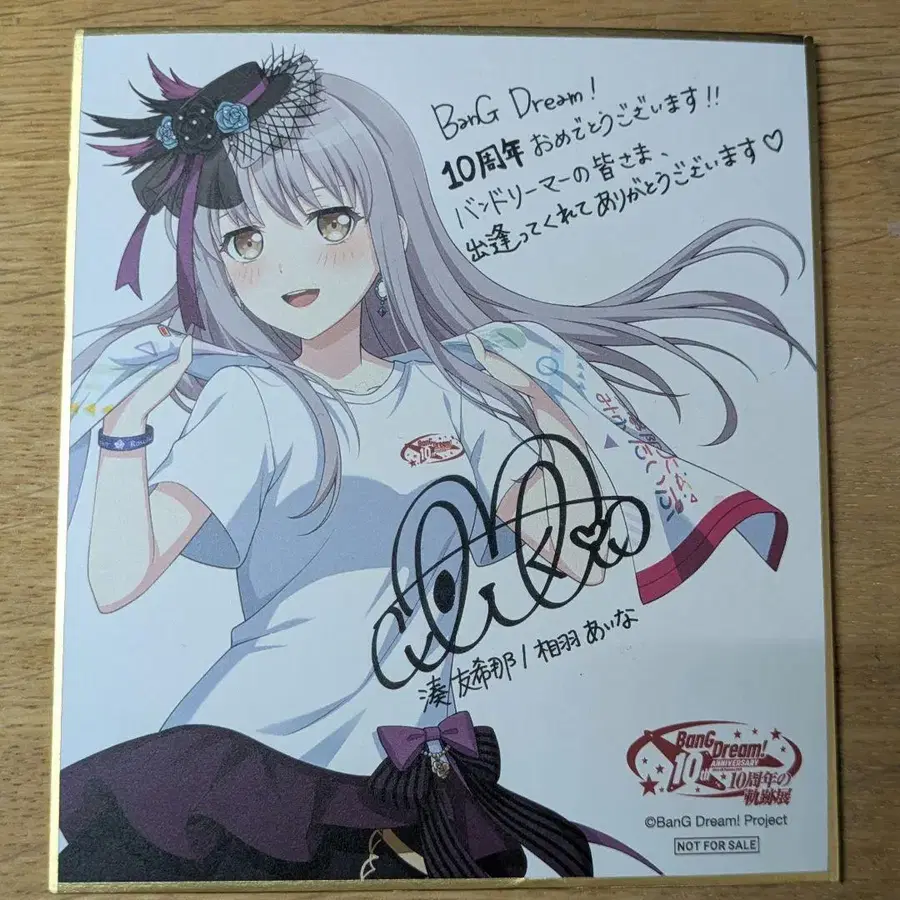 BanG Dream!
10周年おめでとうございます!!
バンドリーマーの皆さま、
出逢ってくれてありがとうございます♡
BanG Dream!
10th
湊友希那/相羽あいな
BanG Dream!
10th ANNIVERSARY
10周年の
軌跡展
©BanG Dream! Project
NOT FOR SALE